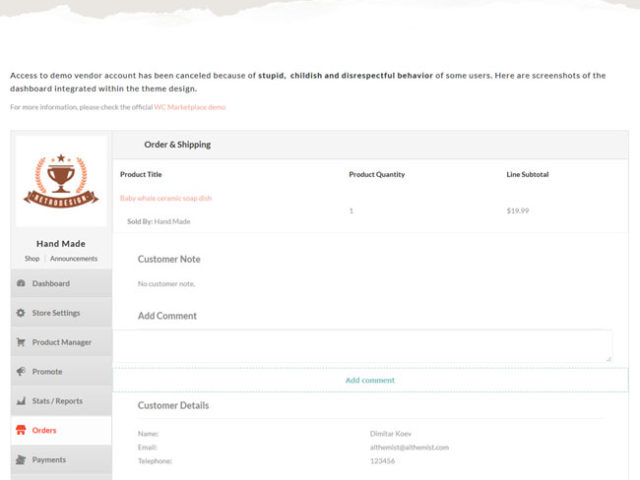 Access to demo vendor account has been canceled because of stupid, childish and disrespectful behavior of some users. Here are screenshots of the
dashboard integrated within the theme design.
For more information, please check the official WC Marketplace demo
RETRODESIGN
Hand Made
Shop | Announcements
Dashboard
Store Settings
Product Manager
Promote
Stats / Reports
Orders
Payments
Order & Shipping
Product Title Product Quantity Line Subtotal
Baby whale ceramic soap dish
Sold By: Hand Made
1 $19.99
Customer Note
No customer note.
Add Comment
Add comment
Customer Details
Name: Dimitar Koev
Email: althemist@althemist.com
Telephone: 123456